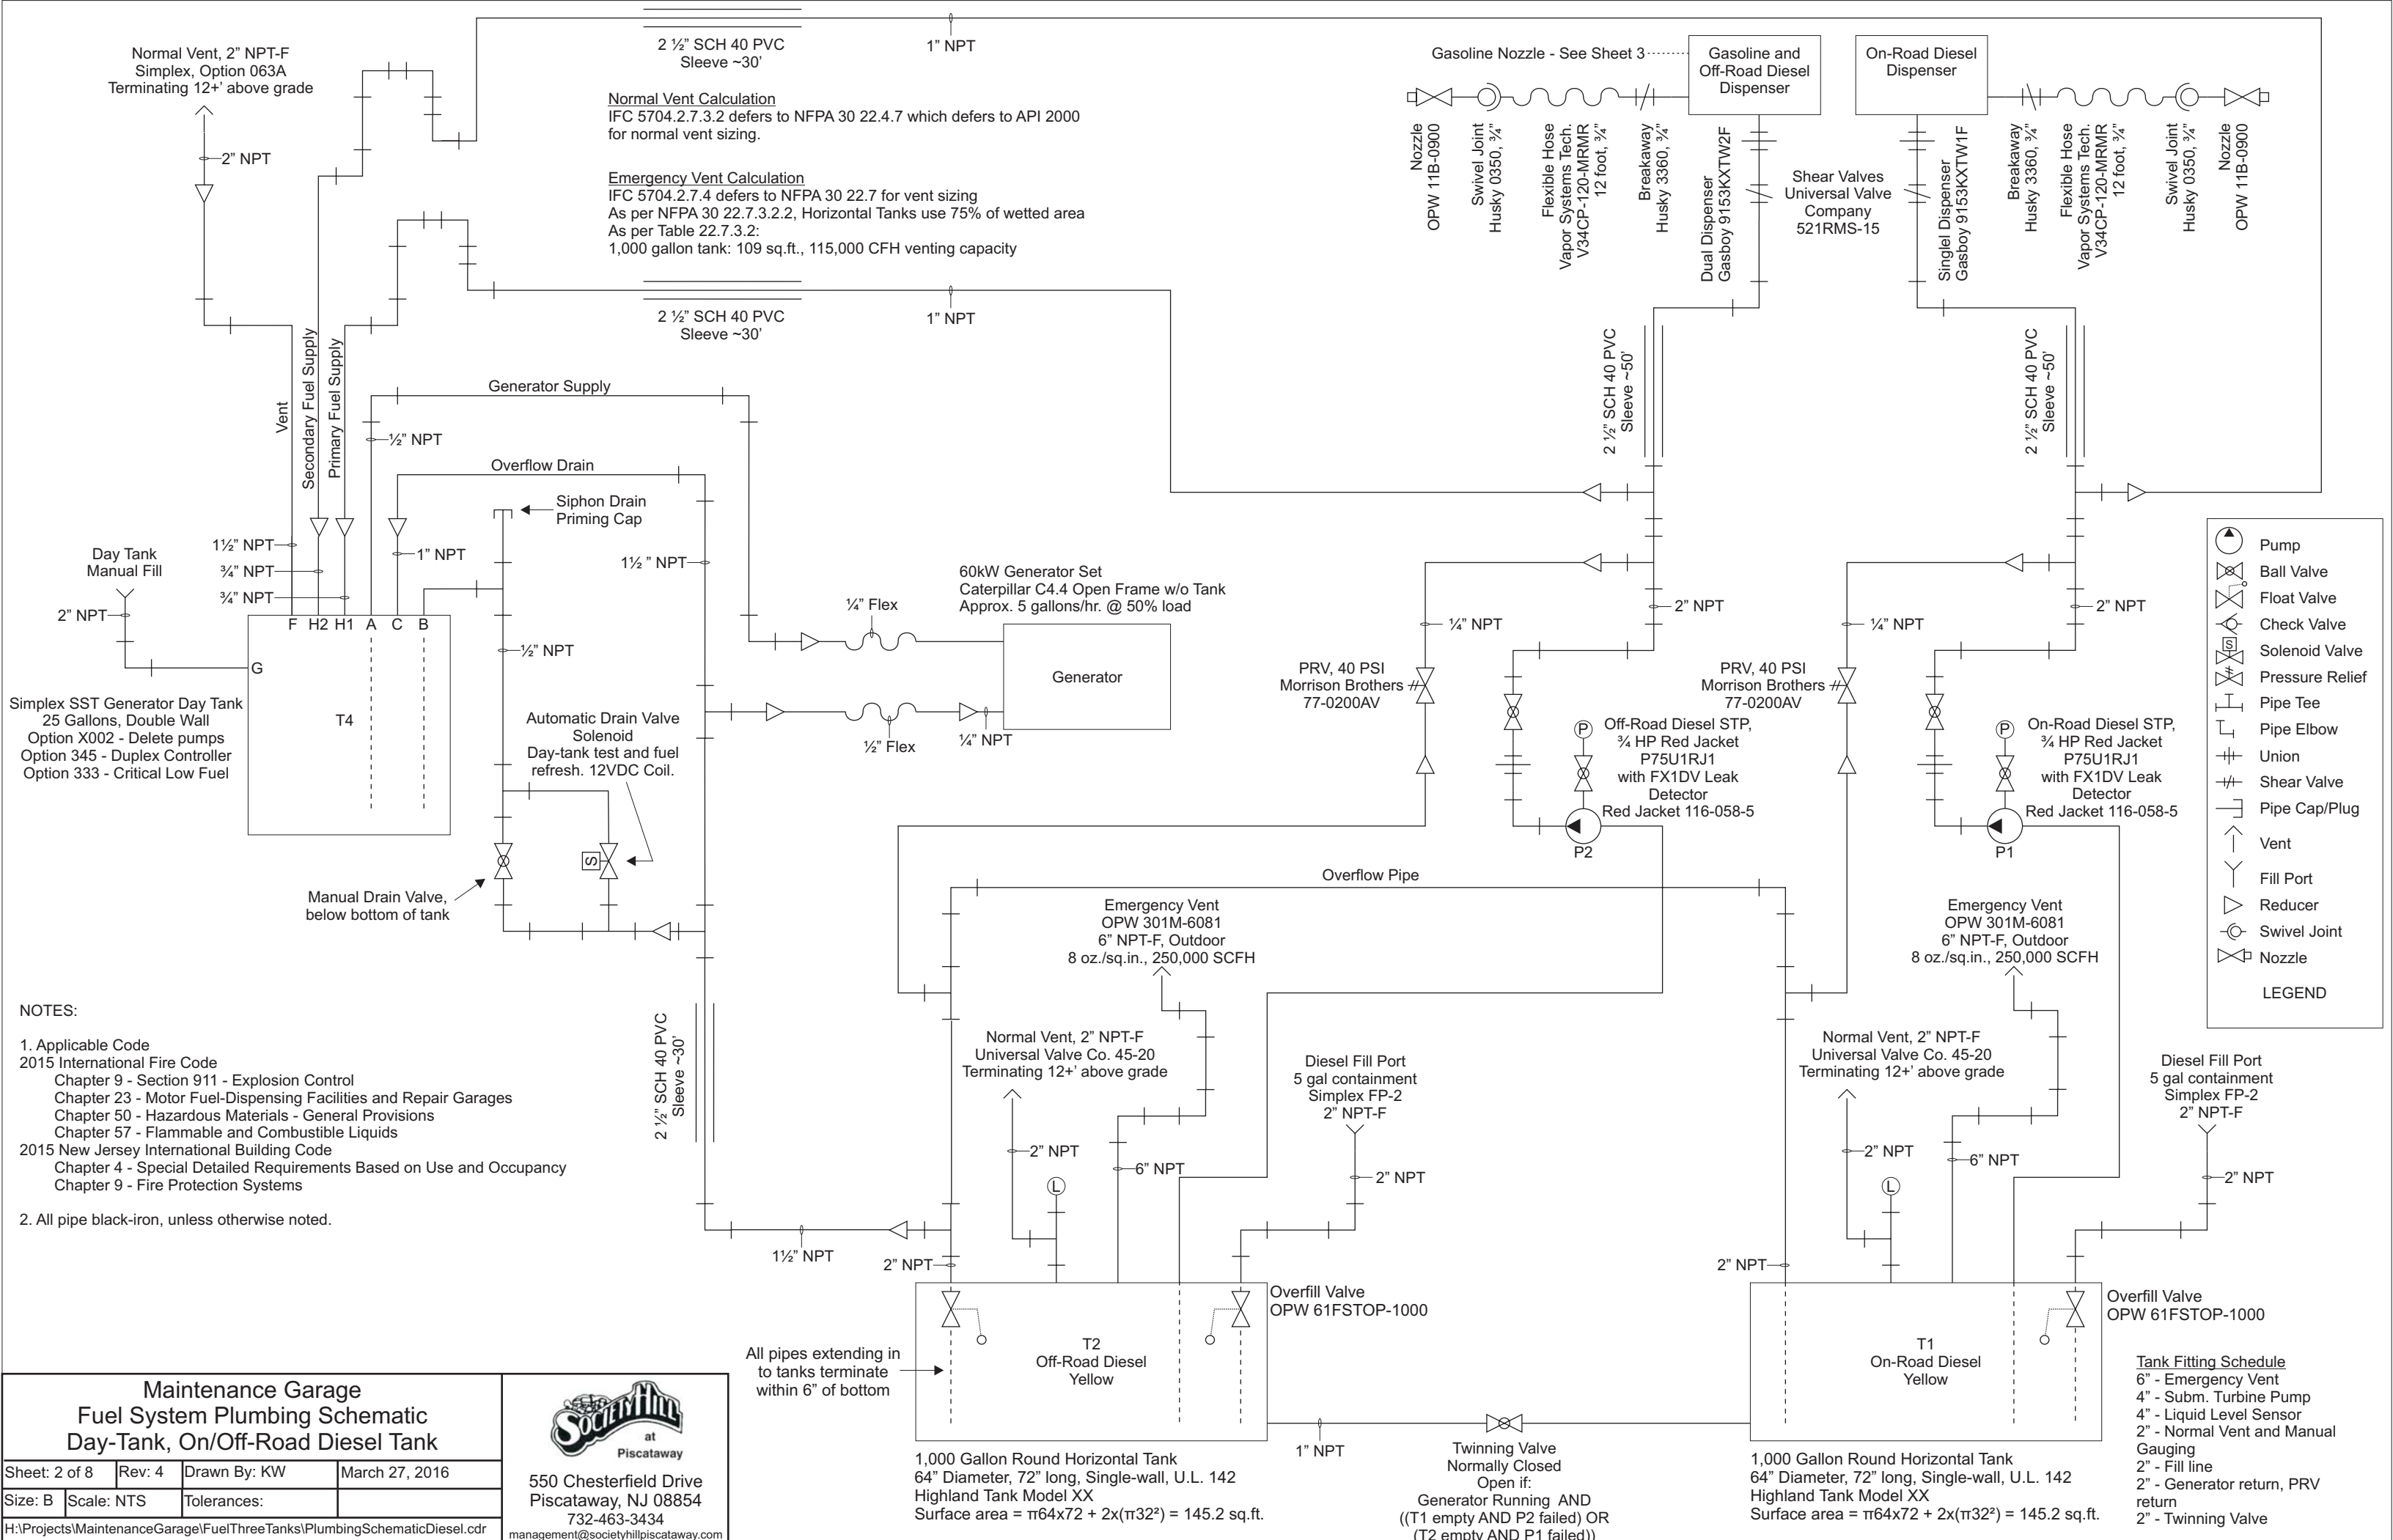 Normal Vent, 2” NPT-F
Simplex, Option 063A
Terminating 12+’ above grade
2” NPT
2 ½” SCH 40 PVC
Sleeve ~30’
1” NPT
Normal Vent Calculation
IFC 5704.2.7.3.2 defers to NFPA 30 22.4.7 which defers to API 2000
for normal vent sizing.
Emergency Vent Calculation
IFC 5704.2.7.4 defers to NFPA 30 22.7 for vent sizing
As per NFPA 30 22.7.3.2.2, Horizontal Tanks use 75% of wetted area
As per Table 22.7.3.2:
1,000 gallon tank: 109 sq.ft., 115,000 CFH venting capacity
2 ½” SCH 40 PVC
Sleeve ~30’
1” NPT
Gasoline Nozzle - See Sheet 3
Gasoline and
Off-Road Diesel
Dispenser
On-Road Diesel
Dispenser
Nozzle
OPW 11B-0900
Swivel Joint
Husky 0350, ¾”
Flexible Hose
Vapor Systems Tech.
V34CP-120-MRMR
12 foot, ¾”
Breakaway
Husky 3360, ¾”
Dual Dispenser
Gasboy 9153KXTW2F
Shear Valves
Universal Valve
Company
521RMS-15
Singlel Dispenser
Gasboy 9153KXTW1F
Breakaway
Husky 3360, ¾”
Flexible Hose
Vapor Systems Tech.
V34CP-120-MRMR
12 foot, ¾”
Swivel Joint
Husky 0350, ¾”
Nozzle
OPW 11B-0900
2 ½” SCH 40 PVC
Sleeve ~50’
2 ½” SCH 40 PVC
Sleeve ~50’
Vent
Secondary Fuel Supply
Primary Fuel Supply
Generator Supply
½” NPT
Overflow Drain
Siphon Drain
Priming Cap
1½” NPT
¾” NPT
¾” NPT
1” NPT
1½ ” NPT
Day Tank
Manual Fill
2” NPT
F H2 H1 A C B
G
T4
½” NPT
Simplex SST Generator Day Tank
25 Gallons, Double Wall
Option X002 - Delete pumps
Option 345 - Duplex Controller
Option 333 - Critical Low Fuel
Automatic Drain Valve
Solenoid
Day-tank test and fuel
refresh. 12VDC Coil.
S
Manual Drain Valve,
below bottom of tank
60kW Generator Set
Caterpillar C4.4 Open Frame w/o Tank
Approx. 5 gallons/hr. @ 50% load
¼” Flex
Generator
½” Flex
¼” NPT
¼” NPT
2” NPT
¼” NPT
2” NPT
PRV, 40 PSI
Morrison Brothers
77-0200AV
PRV, 40 PSI
Morrison Brothers
77-0200AV
P
Off-Road Diesel STP,
¾ HP Red Jacket
P75U1RJ1
with FX1DV Leak
Detector
Red Jacket 116-058-5
P2
P
On-Road Diesel STP,
¾ HP Red Jacket
P75U1RJ1
with FX1DV Leak
Detector
Red Jacket 116-058-5
P1
Pump
Ball Valve
Float Valve
Check Valve
S
Solenoid Valve
Pressure Relief
Pipe Tee
Pipe Elbow
Union
Shear Valve
Pipe Cap/Plug
Vent
Fill Port
Reducer
Swivel Joint
Nozzle
LEGEND
Overflow Pipe
Emergency Vent
OPW 301M-6081
6” NPT-F, Outdoor
8 oz./sq.in., 250,000 SCFH
Emergency Vent
OPW 301M-6081
6” NPT-F, Outdoor
8 oz./sq.in., 250,000 SCFH
Normal Vent, 2” NPT-F
Universal Valve Co. 45-20
Terminating 12+’ above grade
Diesel Fill Port
5 gal containment
Simplex FP-2
2” NPT-F
Normal Vent, 2” NPT-F
Universal Valve Co. 45-20
Terminating 12+’ above grade
Diesel Fill Port
5 gal containment
Simplex FP-2
2” NPT-F
2 ½” SCH 40 PVC
Sleeve ~30’
2” NPT
L
6” NPT
2” NPT
2” NPT
L
6” NPT
2” NPT
1½” NPT
2” NPT
2” NPT
NOTES:
1. Applicable Code
2015 International Fire Code
Chapter 9 - Section 911 - Explosion Control
Chapter 23 - Motor Fuel-Dispensing Facilities and Repair Garages
Chapter 50 - Hazardous Materials - General Provisions
Chapter 57 - Flammable and Combustible Liquids
2015 New Jersey International Building Code
Chapter 4 - Special Detailed Requirements Based on Use and Occupancy
Chapter 9 - Fire Protection Systems
2. All pipe black-iron, unless otherwise noted.
All pipes extending in
to tanks terminate
within 6” of bottom
T2
Off-Road Diesel
Yellow
Overfill Valve
OPW 61FSTOP-1000
T1
On-Road Diesel
Yellow
Overfill Valve
OPW 61FSTOP-1000
1,000 Gallon Round Horizontal Tank
64” Diameter, 72” long, Single-wall, U.L. 142
Highland Tank Model XX
Surface area = π64x72 + 2x(π32²) = 145.2 sq.ft.
1” NPT
Twinning Valve
Normally Closed
Open if:
Generator Running AND
((T1 empty AND P2 failed) OR
(T2 empty AND P1 failed))
1,000 Gallon Round Horizontal Tank
64” Diameter, 72” long, Single-wall, U.L. 142
Highland Tank Model XX
Surface area = π64x72 + 2x(π32²) = 145.2 sq.ft.
Tank Fitting Schedule
6” - Emergency Vent
4” - Subm. Turbine Pump
4” - Liquid Level Sensor
2” - Normal Vent and Manual
Gauging
2” - Fill line
2” - Generator return, PRV
return
2” - Twinning Valve
Maintenance Garage
Fuel System Plumbing Schematic
Day-Tank, On/Off-Road Diesel Tank
Sheet: 2 of 8
Rev: 4
Drawn By: KW
March 27, 2016
Size: B
Scale: NTS
Tolerances:
H:\Projects\MaintenanceGarage\FuelThreeTanks\PlumbingSchematicDiesel.cdr
SOCIETY HILL
at
Piscataway
550 Chesterfield Drive
Piscataway, NJ 08854
732-463-3434
management@societyhillpiscataway.com